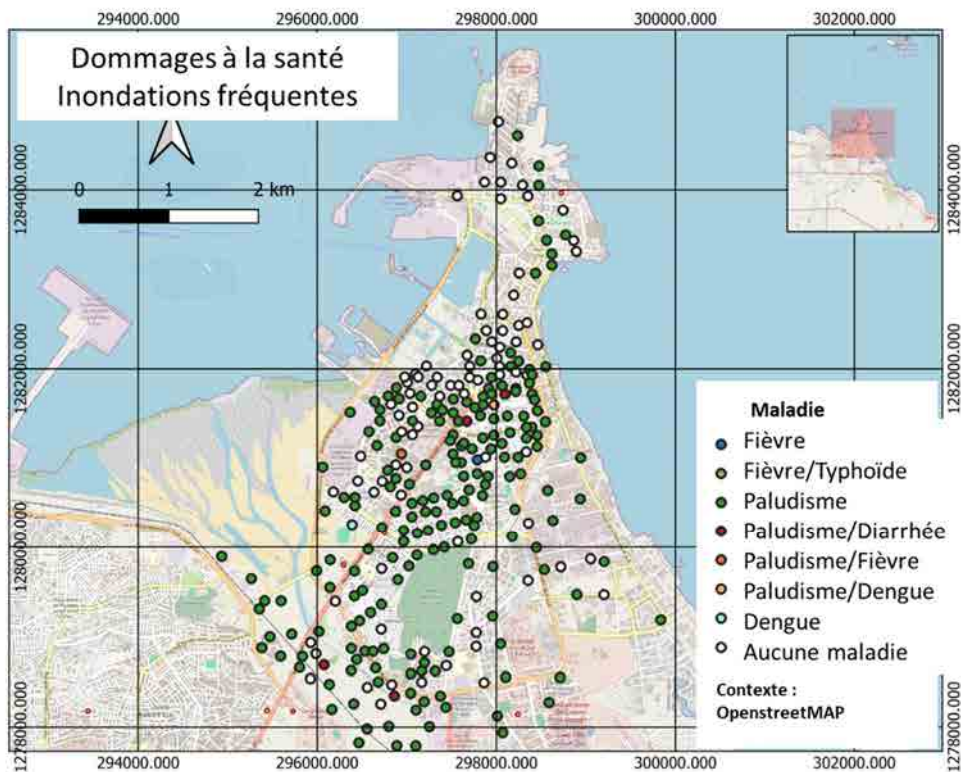 294000.000 296000.000 298000.000 300000.000 302000.000
Dommages à la santé
Inondations fréquentes
0 1 2 km
1284000.000 1284000.000
1282000.000 1282000.000
Maladie
Fièvre
Fièvre/Typhoïde
Paludisme
Paludisme/Diarrhée
Paludisme/Fièvre
Paludisme/Dengue
Dengue
Aucune maladie
1280000.000 1280000.000
Contexte :
OpenstreetMAP
1278000.000 1278000.000
294000.000 296000.000 298000.000 300000.000 302000.000